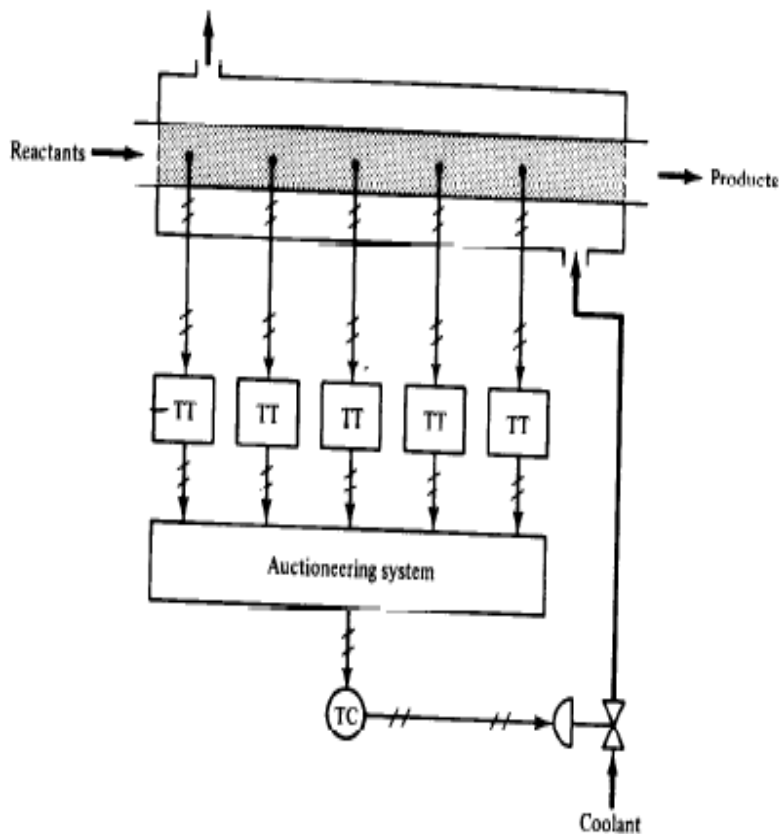 Reactants
Products
TT
TT
TT
TT
TT
Auctioneering system
TC
Coolant